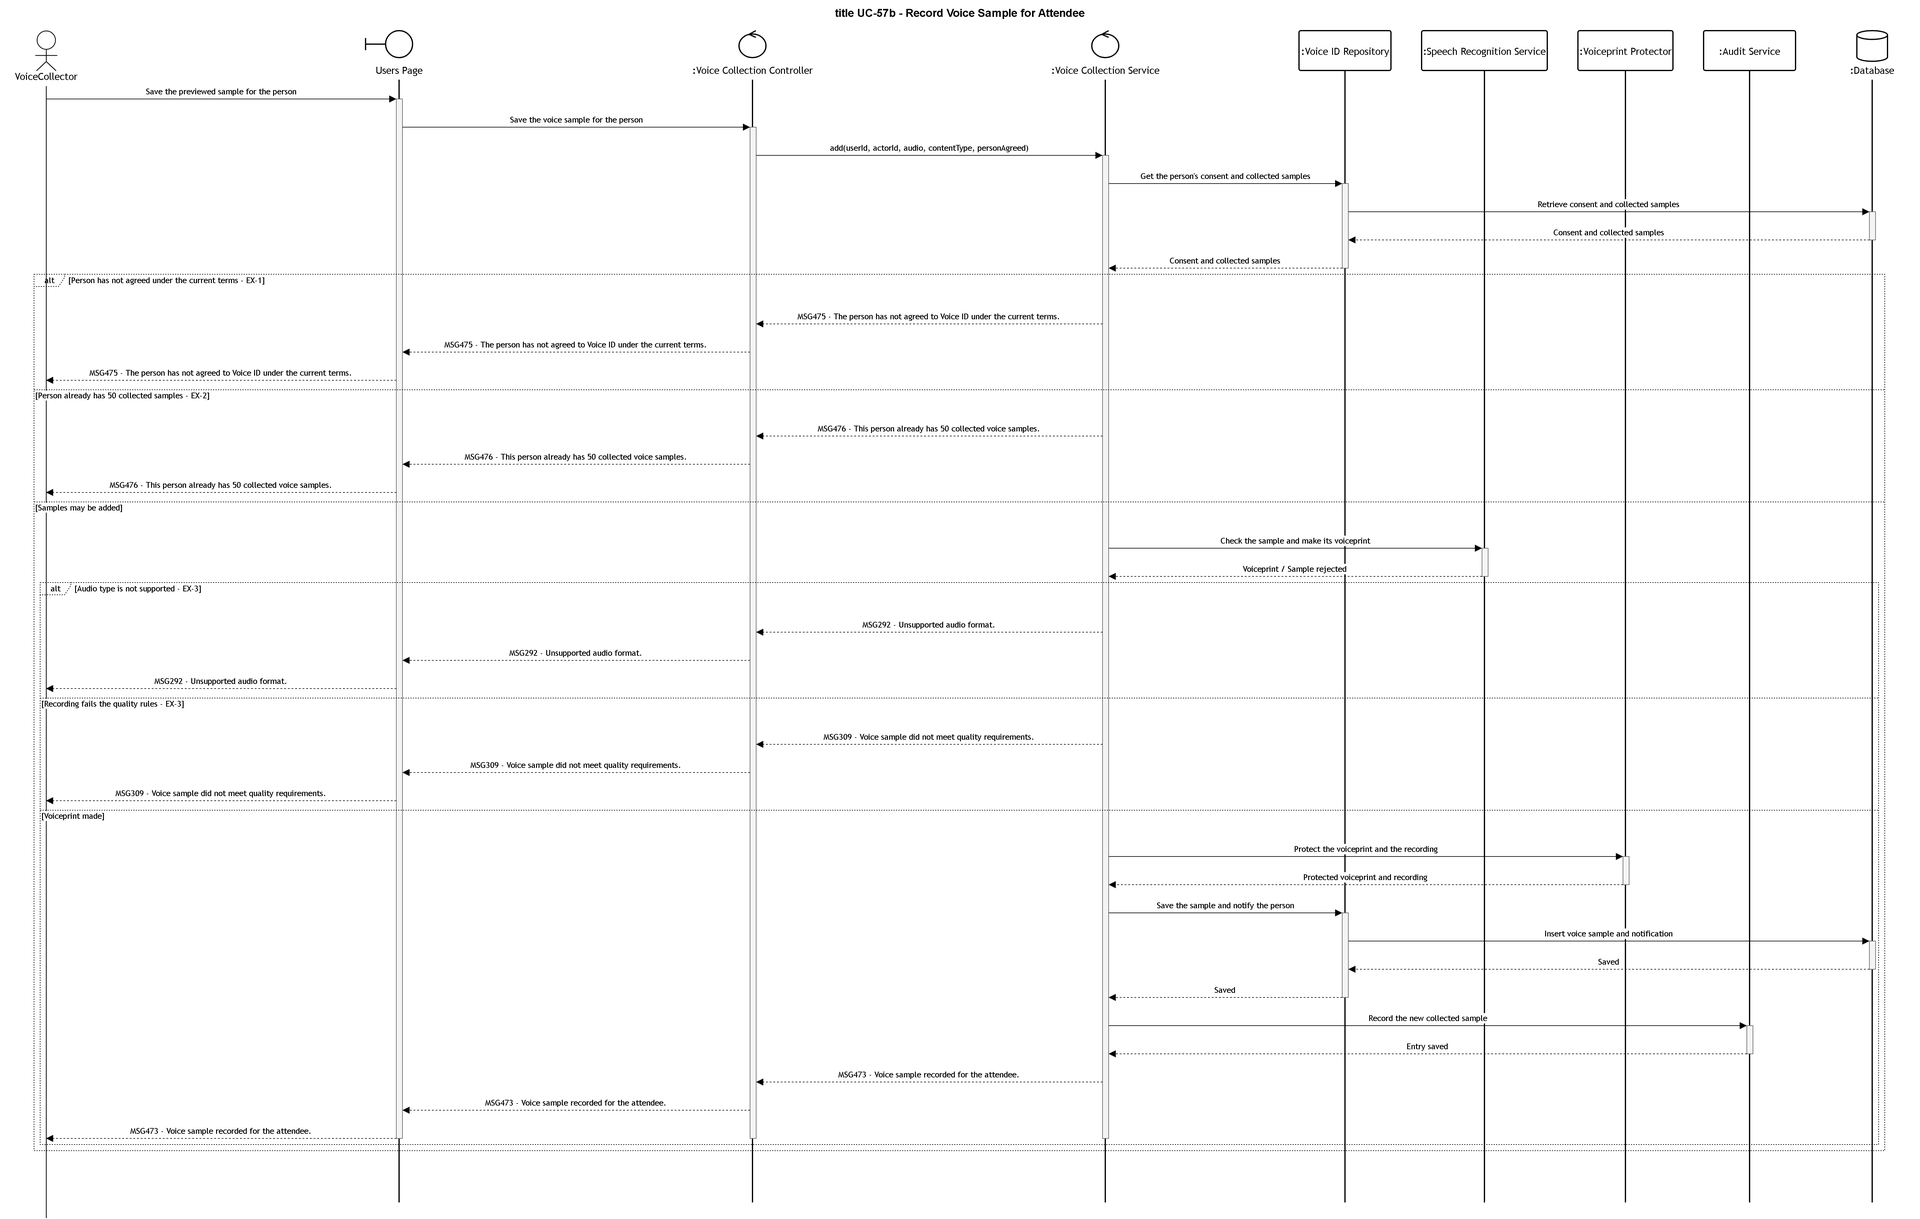 title UC-57b - Record Voice Sample for Attendee
VoiceCollector
Users Page
:Voice Collection Controller
:Voice Collection Service
:Voice ID Repository
:Speech Recognition Service
:Voiceprint Protector
:Audit Service
:Database
Save the previewed sample for the person
Save the voice sample for the person
add(userId, actorId, audio, contentType, personAgreed)
Get the person's consent and collected samples
Retrieve consent and collected samples
Consent and collected samples
Consent and collected samples
alt [Person has not agreed under the current terms - EX-1]
MSG475 - The person has not agreed to Voice ID under the current terms.
MSG475 - The person has not agreed to Voice ID under the current terms.
MSG475 - The person has not agreed to Voice ID under the current terms.
[Person already has 50 collected samples - EX-2]
MSG476 - This person already has 50 collected voice samples.
MSG476 - This person already has 50 collected voice samples.
MSG476 - This person already has 50 collected voice samples.
[Samples may be added]
Check the sample and make its voiceprint
Voiceprint / Sample rejected
alt [Audio type is not supported - EX-3]
MSG292 - Unsupported audio format.
MSG292 - Unsupported audio format.
MSG292 - Unsupported audio format.
[Recording fails the quality rules - EX-3]
MSG309 - Voice sample did not meet quality requirements.
MSG309 - Voice sample did not meet quality requirements.
MSG309 - Voice sample did not meet quality requirements.
[Voiceprint made]
Protect the voiceprint and the recording
Protected voiceprint and recording
Save the sample and notify the person
Insert voice sample and notification
Saved
Saved
Record the new collected sample
Entry saved
MSG473 - Voice sample recorded for the attendee.
MSG473 - Voice sample recorded for the attendee.
MSG473 - Voice sample recorded for the attendee.